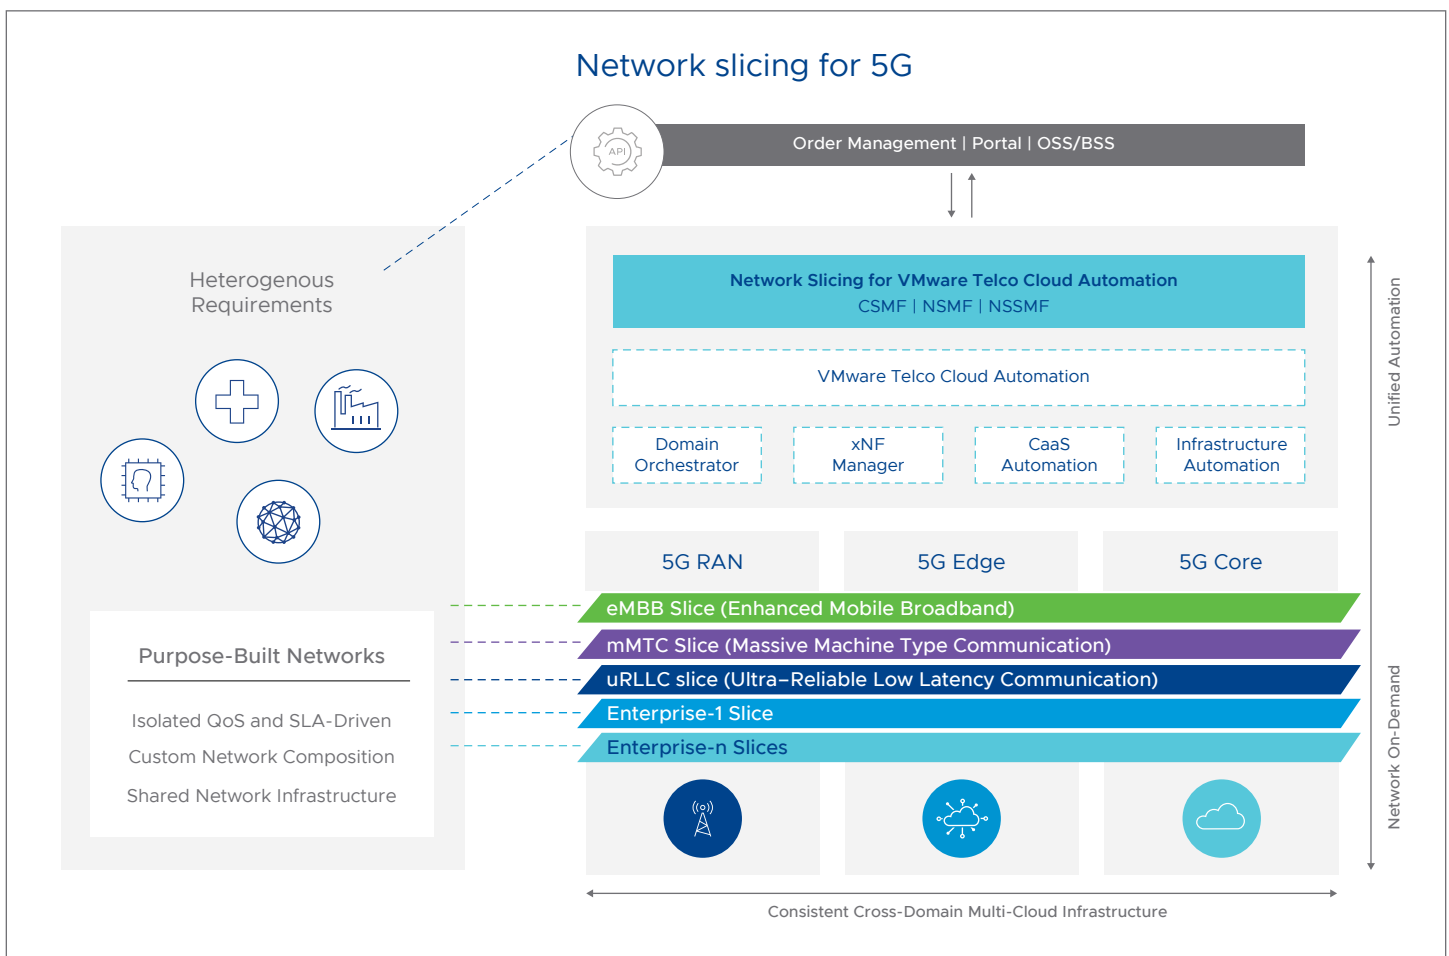 Network slicing for 5G
API
Order Management | Portal | OSS/BSS
Heterogenous
Requirements
Purpose-Built Networks
Isolated QoS and SLA-Driven
Custom Network Composition
Shared Network Infrastructure
Network Slicing for VMware Telco Cloud Automation
CSMF | NSMF | NSSMF
VMware Telco Cloud Automation
Domain
Orchestrator
xNF
Manager
CaaS
Automation
Infrastructure
Automation
5G RAN
5G Edge
5G Core
eMBB Slice (Enhanced Mobile Broadband)
mMTC Slice (Massive Machine Type Communication)
uRLLC slice (Ultra–Reliable Low Latency Communication)
Enterprise-1 Slice
Enterprise-n Slices
Unified Automation
Network On-Demand
Consistent Cross-Domain Multi-Cloud Infrastructure